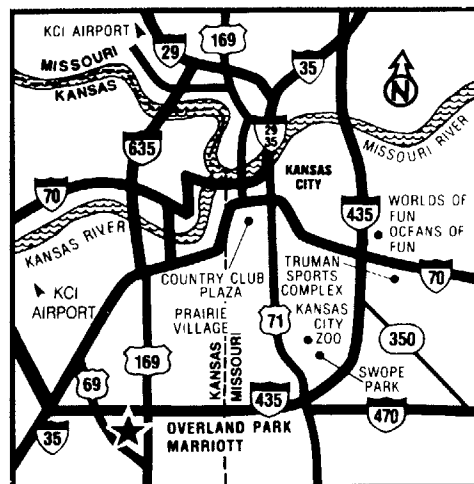 KCI AIRPORT
29
169
35
MISSOURI
KANSAS
635
29
35
MISSOURI RIVER
KANSAS
CITY
70
KANSAS RIVER
435
WORLDS OF
FUN
OCEANS OF
FUN
KCI
AIRPORT
COUNTRY CLUB
PLAZA
TRUMAN
SPORTS
COMPLEX
70
PRAIRIE
VILLAGE
71
KANSAS
CITY
ZOO
350
169
69
KANSAS
MISSOURI
SWOPE
PARK
435
470
35
OVERLAND PARK
MARRIOTT
N